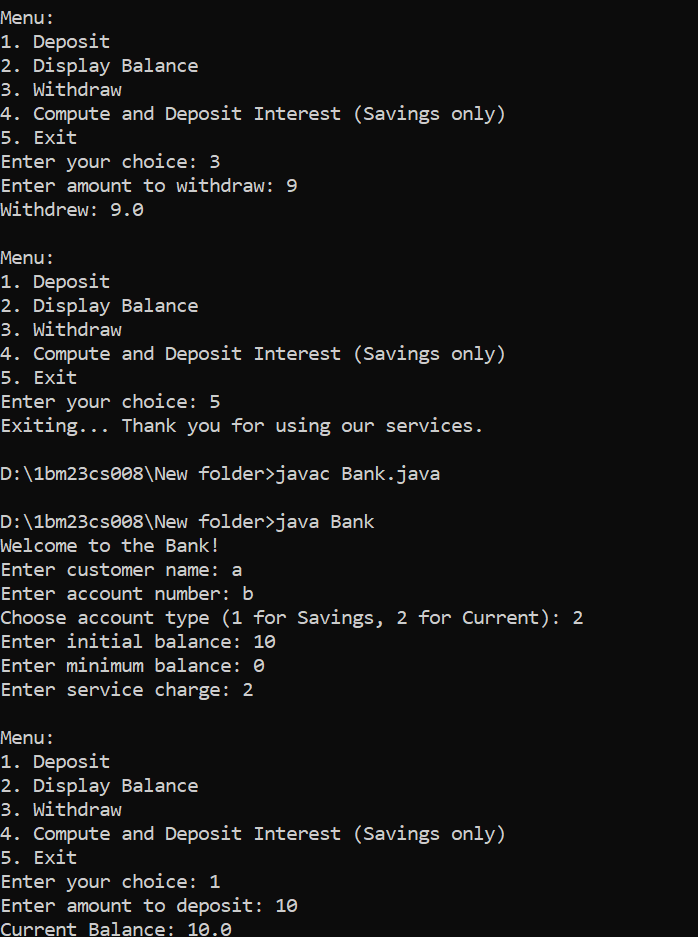 Menu:
1. Deposit
2. Display Balance
3. Withdraw
4. Compute and Deposit Interest (Savings only)
5. Exit
Enter your choice: 3
Enter amount to withdraw: 9
Withdrew: 9.0
Menu:
1. Deposit
2. Display Balance
3. Withdraw
4. Compute and Deposit Interest (Savings only)
5. Exit
Enter your choice: 5
Exiting... Thank you for using our services.
D:\1bm23cs008\New folder>javac Bank.java
D:\1bm23cs008\New folder>java Bank
Welcome to the Bank!
Enter customer name: a
Enter account number: b
Choose account type (1 for Savings, 2 for Current): 2
Enter initial balance: 10
Enter minimum balance: 0
Enter service charge: 2
Menu:
1. Deposit
2. Display Balance
3. Withdraw
4. Compute and Deposit Interest (Savings only)
5. Exit
Enter your choice: 1
Enter amount to deposit: 10
Current Balance: 10.0